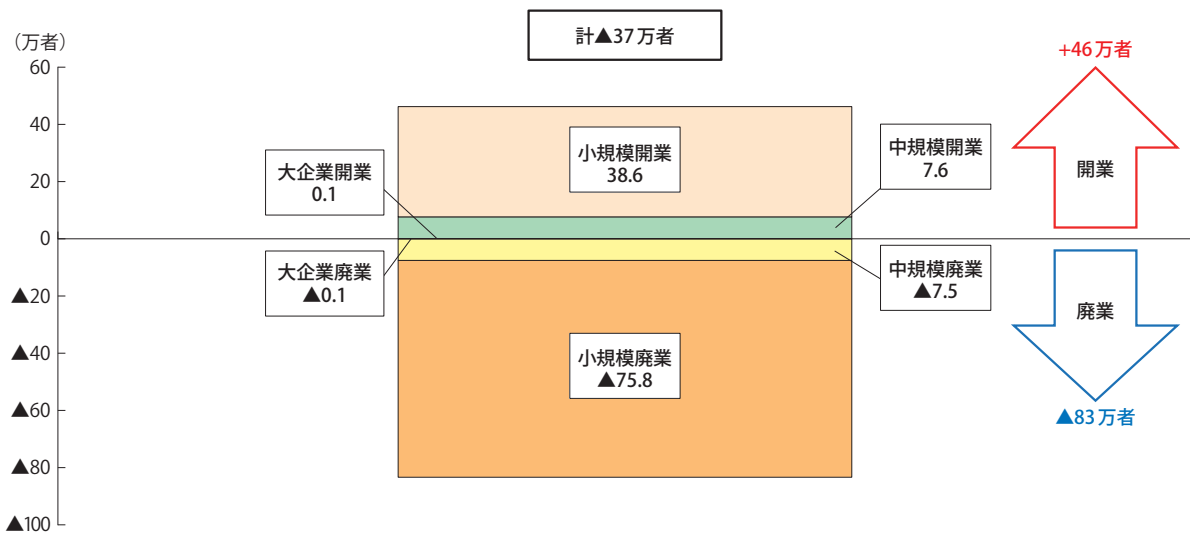 計▲37万者
（万者）
60
40
20
0
▲20
▲40
▲60
▲80
▲100
小規模開業
38.6
中規模開業
7.6
大企業開業
0.1
大企業廃業
▲0.1
中規模廃業
▲7.5
小規模廃業
▲75.8
+46万者
開業
廃業
▲83万者